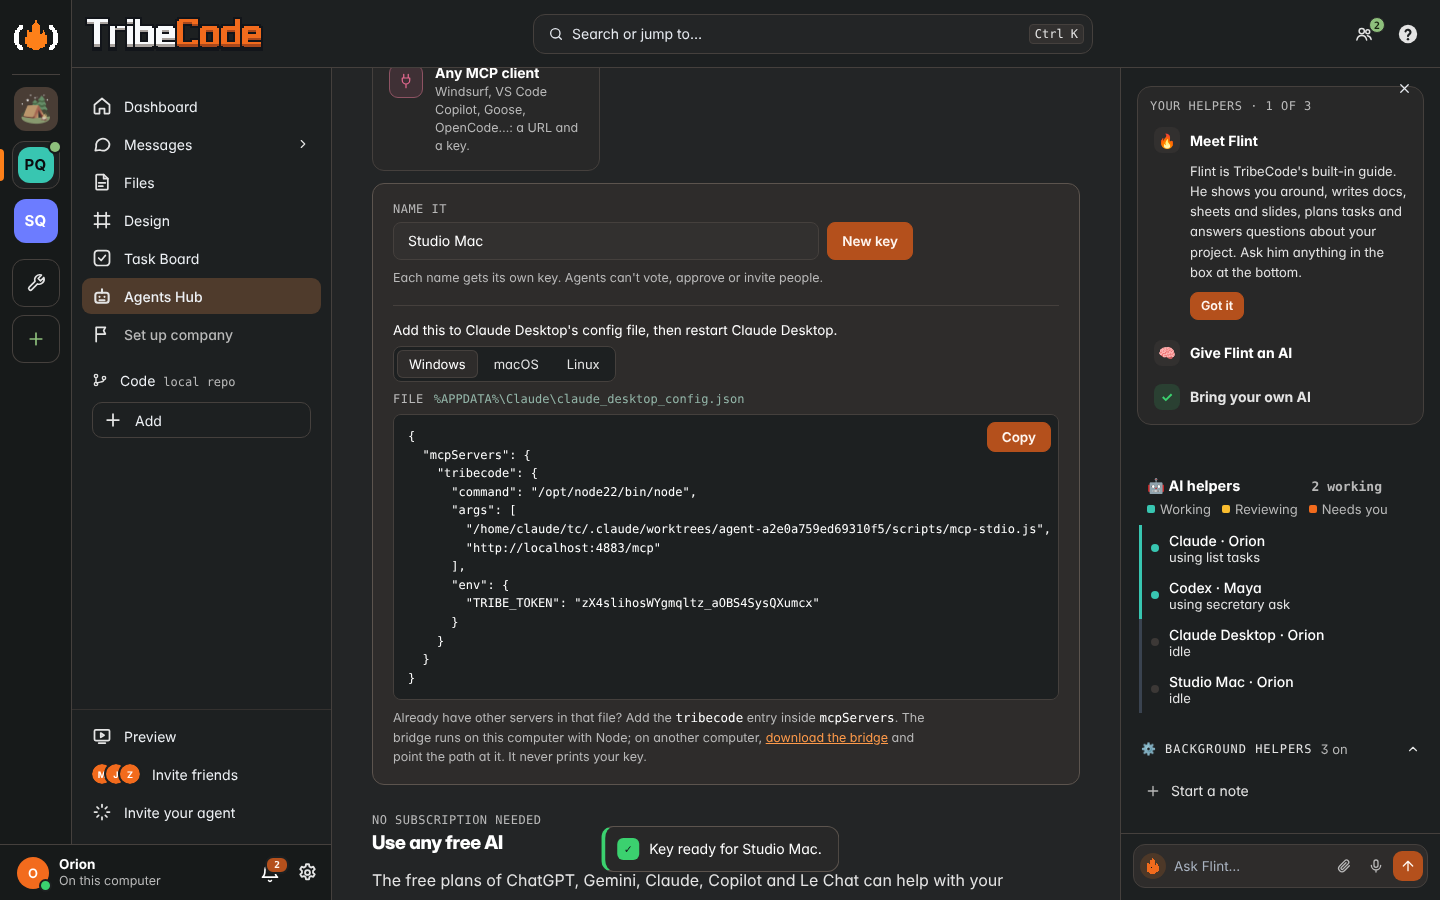 TribeCode
Search or jump to...
Ctrl K
2
PQ
SQ
Dashboard
Messages
Files
Design
Task Board
Agents Hub
Set up company
Code local repo
Add
Preview
Invite friends
Invite your agent
O
Orion
On this computer
2
Any MCP client
Windsurf, VS Code
Copilot, Goose,
OpenCode...: a URL and
a key.
NAME IT
Studio Mac
New key
Each name gets its own key. Agents can't vote, approve or invite people.
Add this to Claude Desktop's config file, then restart Claude Desktop.
Windows macOS Linux
FILE %APPDATA%\Claude\claude_desktop_config.json
Copy
{
"mcpServers": {
"tribecode": {
"command": "/opt/node22/bin/node",
"args": [
"/home/claude/tc/.claude/worktrees/agent-a2e0a759ed69310f5/scripts/mcp-stdio.js",
"http://localhost:4883/mcp"
],
"env": {
"TRIBE_TOKEN": "zX4slihosWYgmqltz_aOBS4SysQXumcx"
}
}
}
}
Already have other servers in that file? Add the tribecode entry inside mcpServers. The
bridge runs on this computer with Node; on another computer, download the bridge and
point the path at it. It never prints your key.
NO SUBSCRIPTION NEEDED
Use any free AI
Key ready for Studio Mac.
The free plans of ChatGPT, Gemini, Claude, Copilot and Le Chat can help with your
YOUR HELPERS · 1 OF 3
Meet Flint
Flint is TribeCode's built-in guide.
He shows you around, writes docs,
sheets and slides, plans tasks and
answers questions about your
project. Ask him anything in the
box at the bottom.
Got it
Give Flint an AI
Bring your own AI
AI helpers
2 working
Working Reviewing Needs you
Claude · Orion
using list tasks
Codex · Maya
using secretary ask
Claude Desktop · Orion
idle
Studio Mac · Orion
idle
BACKGROUND HELPERS 3 on
Start a note
Ask Flint...